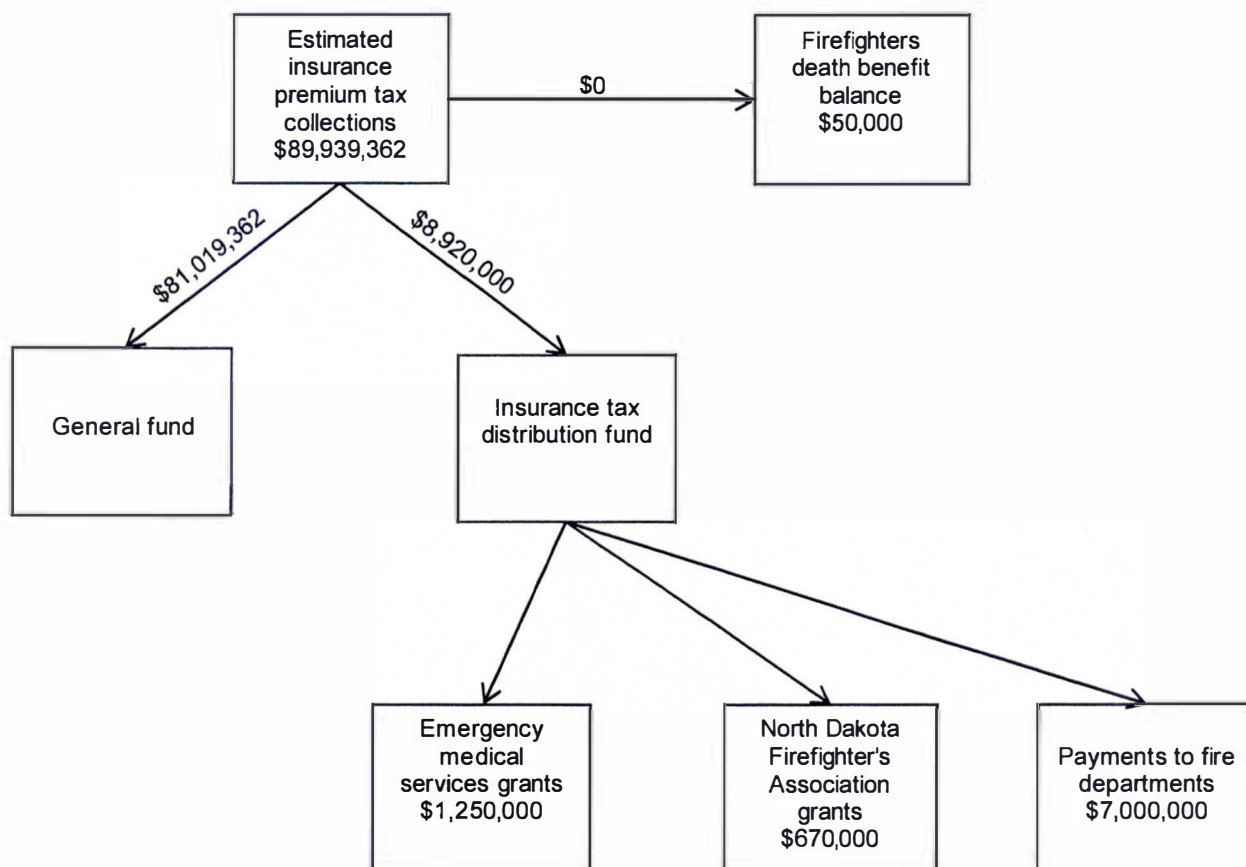 Estimated
insurance
premium tax
collections
$89,939,362
$0
Firefighters
death benefit
balance
$50,000
$81,019,362
$8,920,000
General fund
Insurance tax
distribution fund
Emergency
medical
services grants
$1,250,000
North Dakota
Firefighter's
Association
grants
$670,000
Payments to fire
departments
$7,000,000